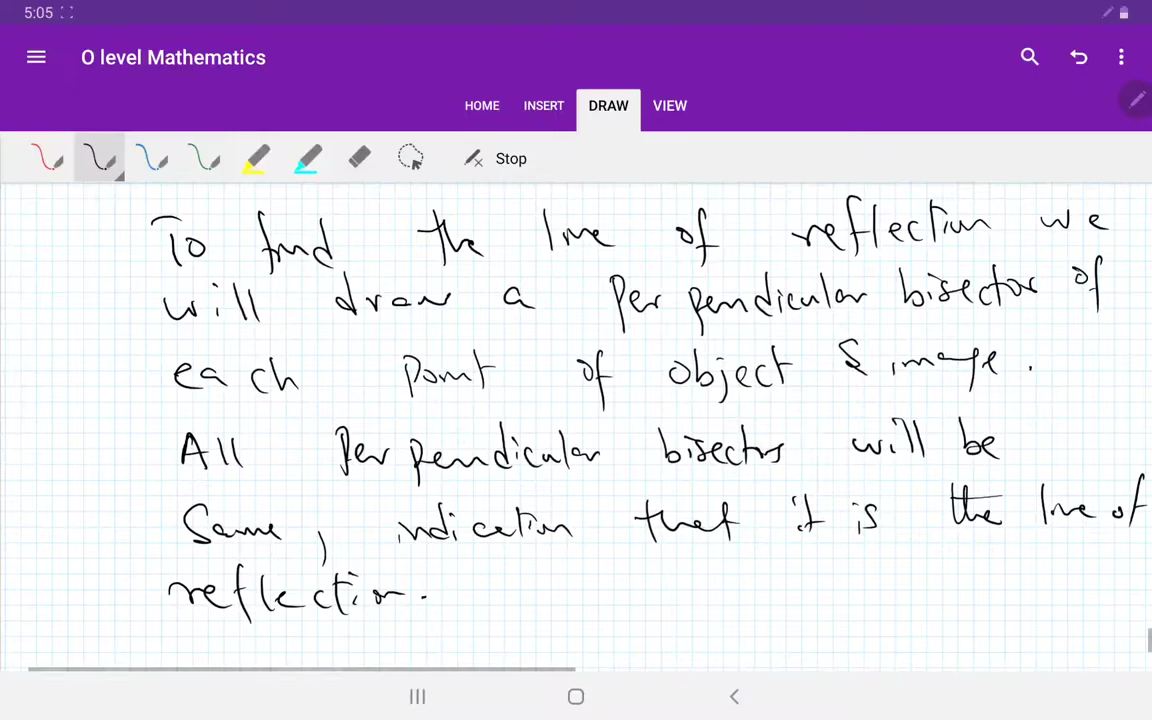 5:05
O level Mathematics
HOME INSERT DRAW VIEW
Stop
To find the line of reflection we
will draw a perpendicular bisector of
each point of object & image.
All perpendicular bisectors will be
same, indication that it is the line of
reflection.